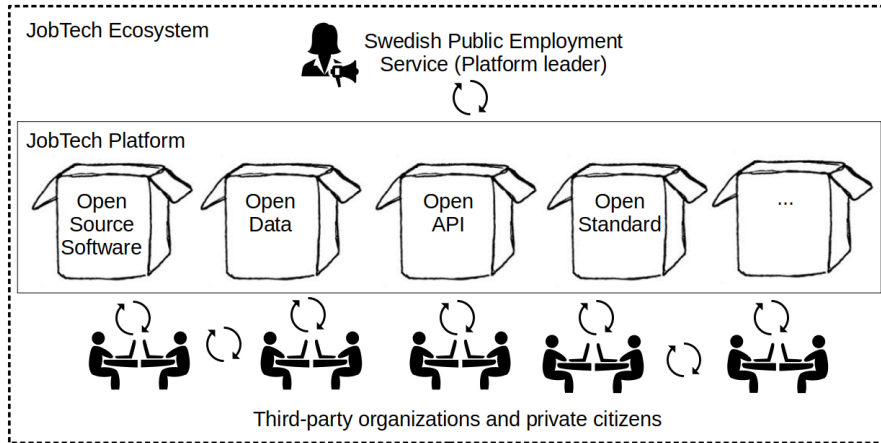 JobTech Ecosystem
Swedish Public Employment
Service (Platform leader)
JobTech Platform
Open
Source
Software
Open
Data
Open
API
Open
Standard
...
Third-party organizations and private citizens